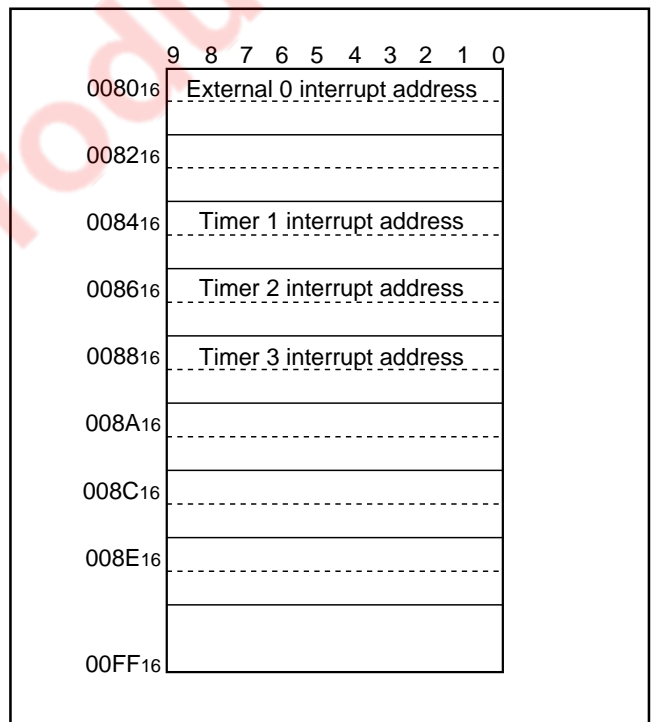 9 8 7 6 5 4 3 2 1 0
008016 External 0 interrupt address
008216
008416 Timer 1 interrupt address
008616 Timer 2 interrupt address
008816 Timer 3 interrupt address
008A16
008C16
008E16
00FF16